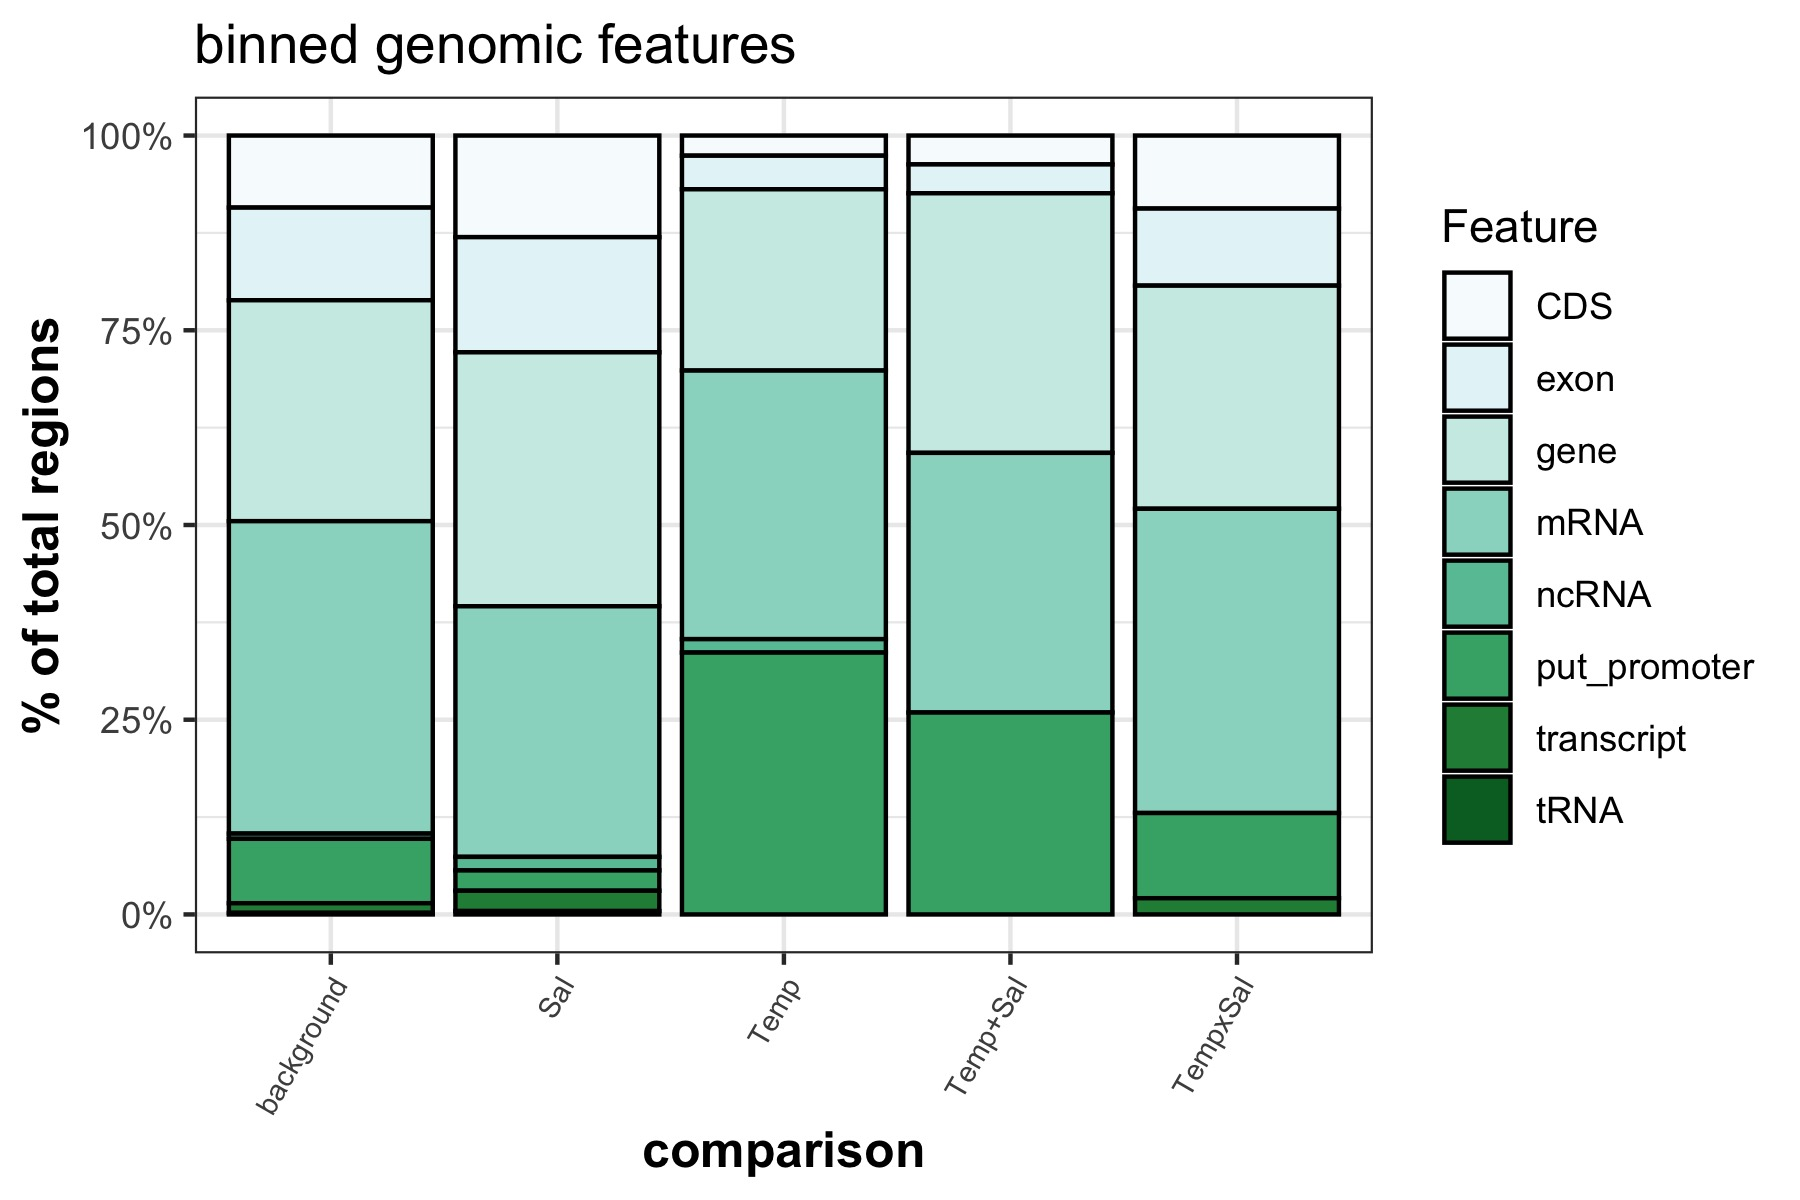 binned genomic features
% of total regions
100%
75%
50%
25%
0%
background
Sal
Temp
Temp+Sal
TempxSal
comparison
Feature
CDS
exon
gene
mRNA
ncRNA
put_promoter
transcript
tRNA